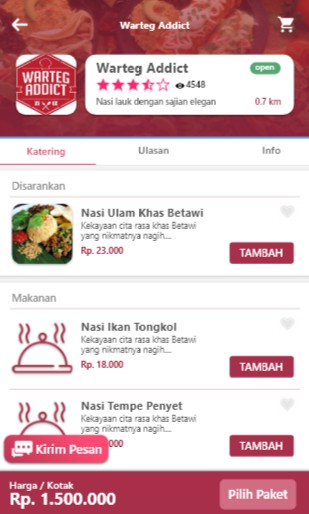 Warteg Addict
WARTEG
ADDICT
Warteg Addict
open
4548
Nasi lauk dengan sajian elegan
0.7 km
Katering
Ulasan
Info
Disarankan
Nasi Ulam Khas Betawi
Kekayaan cita rasa khas Betawi
yang nikmatnya nagih....
Rp. 23.000
TAMBAH
Makanan
Nasi Ikan Tongkol
Kekayaan cita rasa khas Betawi
yang nikmatnya nagih....
Rp. 18.000
TAMBAH
Nasi Tempe Penyet
Kekayaan cita rasa khas Betawi
yang nikmatnya nagih....
000
TAMBAH
Kirim Pesan
Harga / Kotak
Rp. 1.500.000
Pilih Paket